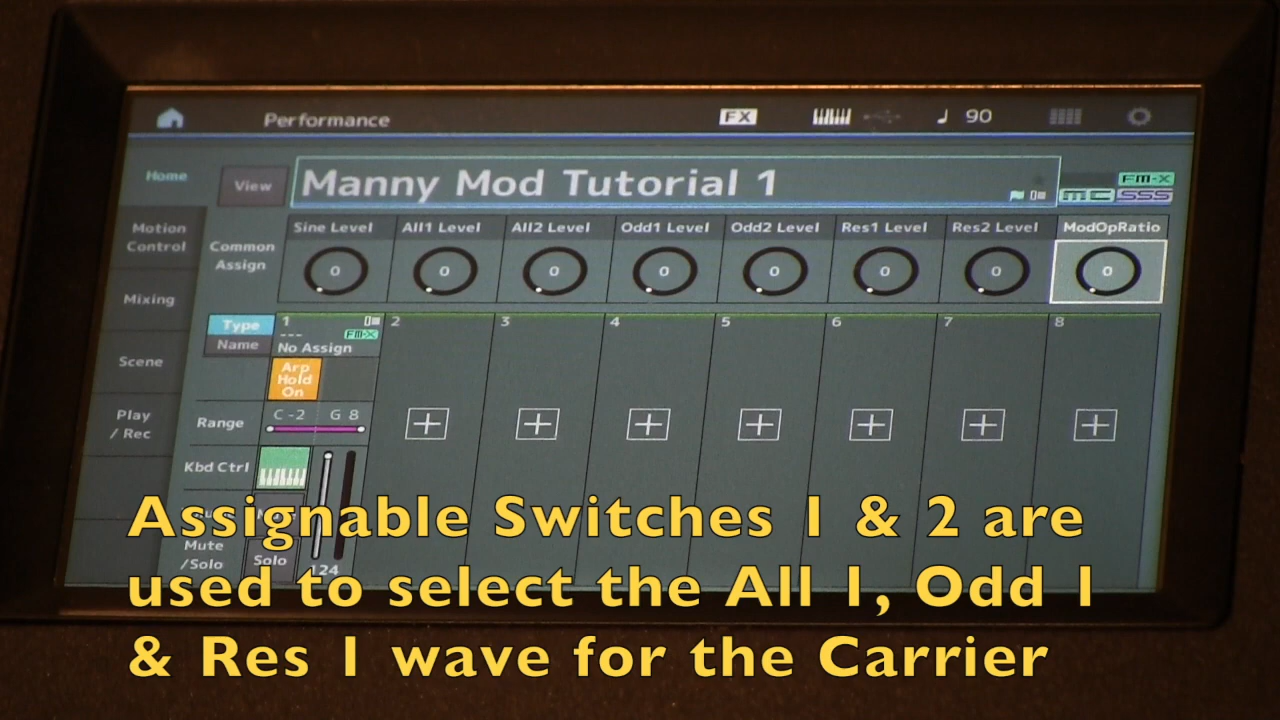 Performance
FX
90
Home
View
Manny Mod Tutorial 1
FM-X
MC SSS
Motion
Control
Common
Assign
Sine Level
All1 Level
All2 Level
Odd1 Level
Odd2 Level
Res1 Level
Res2 Level
ModOpRatio
0 0 0 0 0 0 0 0
Mixing
Type
Name
1 2 3 4 5 6 7 8
---
FM-X
No Assign
Scene
Arp
Hold
On
Play
/ Rec
Range
C -2 G 8
Kbd Ctrl
Mute
/Solo
Solo
124
Assignable Switches 1 & 2 are
used to select the All 1, Odd 1
& Res 1 wave for the Carrier